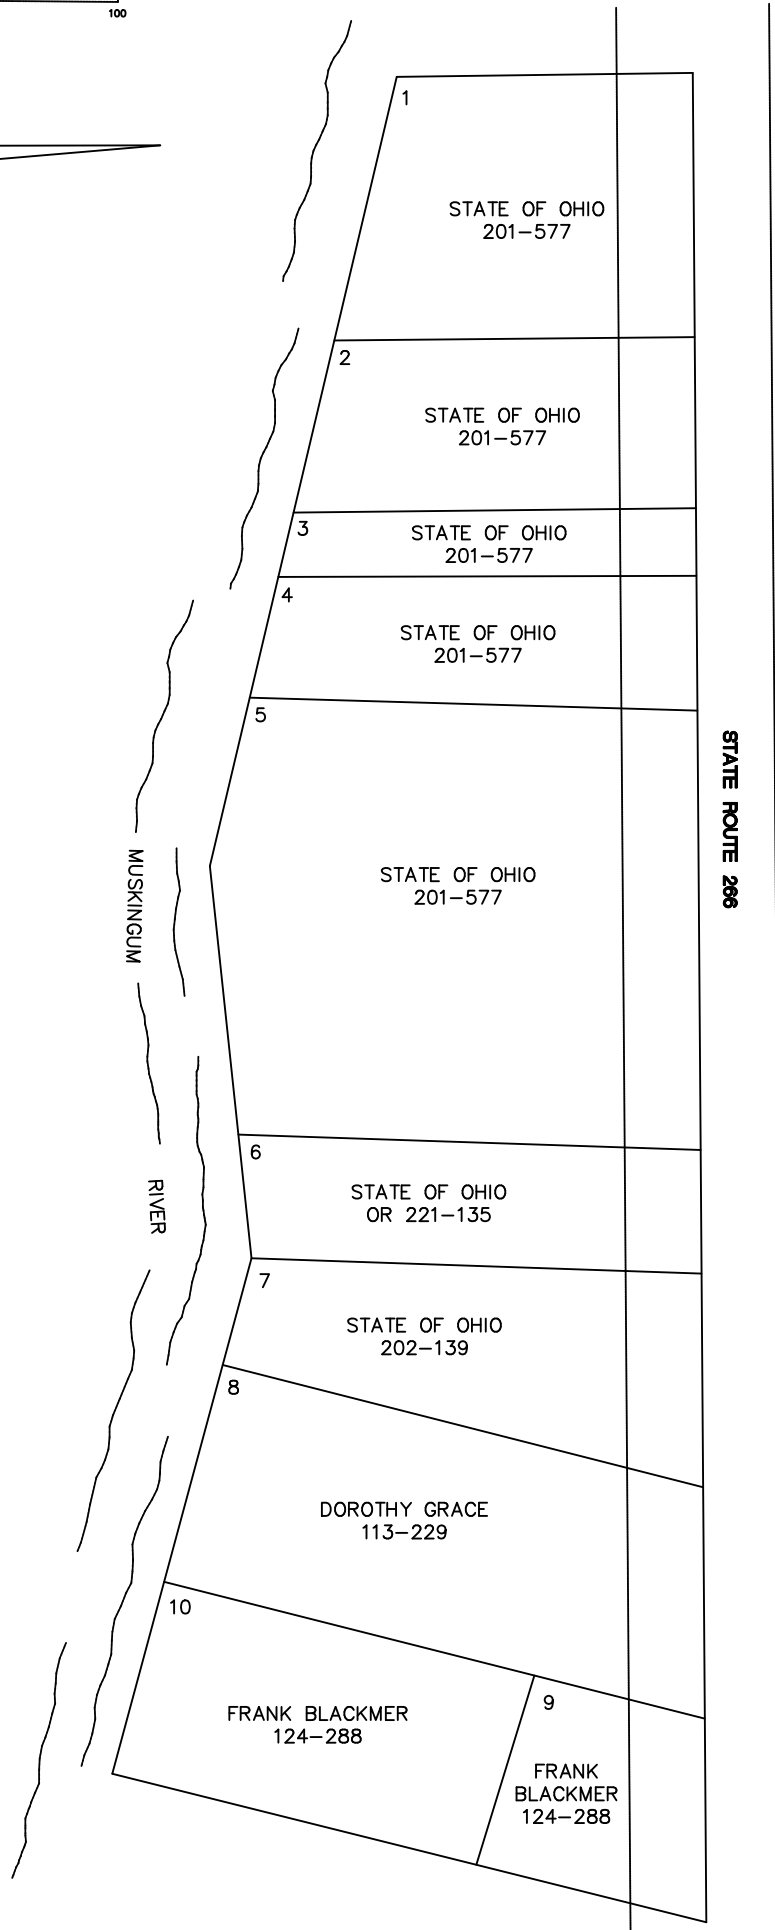 100
1
STATE OF OHIO
201-577
2
STATE OF OHIO
201-577
3
STATE OF OHIO
201-577
4
STATE OF OHIO
201-577
5
STATE OF OHIO
201-577
STATE ROUTE 266
MUSKINGUM
RIVER
6
STATE OF OHIO
OR 221-135
7
STATE OF OHIO
202-139
8
DOROTHY GRACE
113-229
10
FRANK BLACKMER
124-288
9
FRANK
BLACKMER
124-288